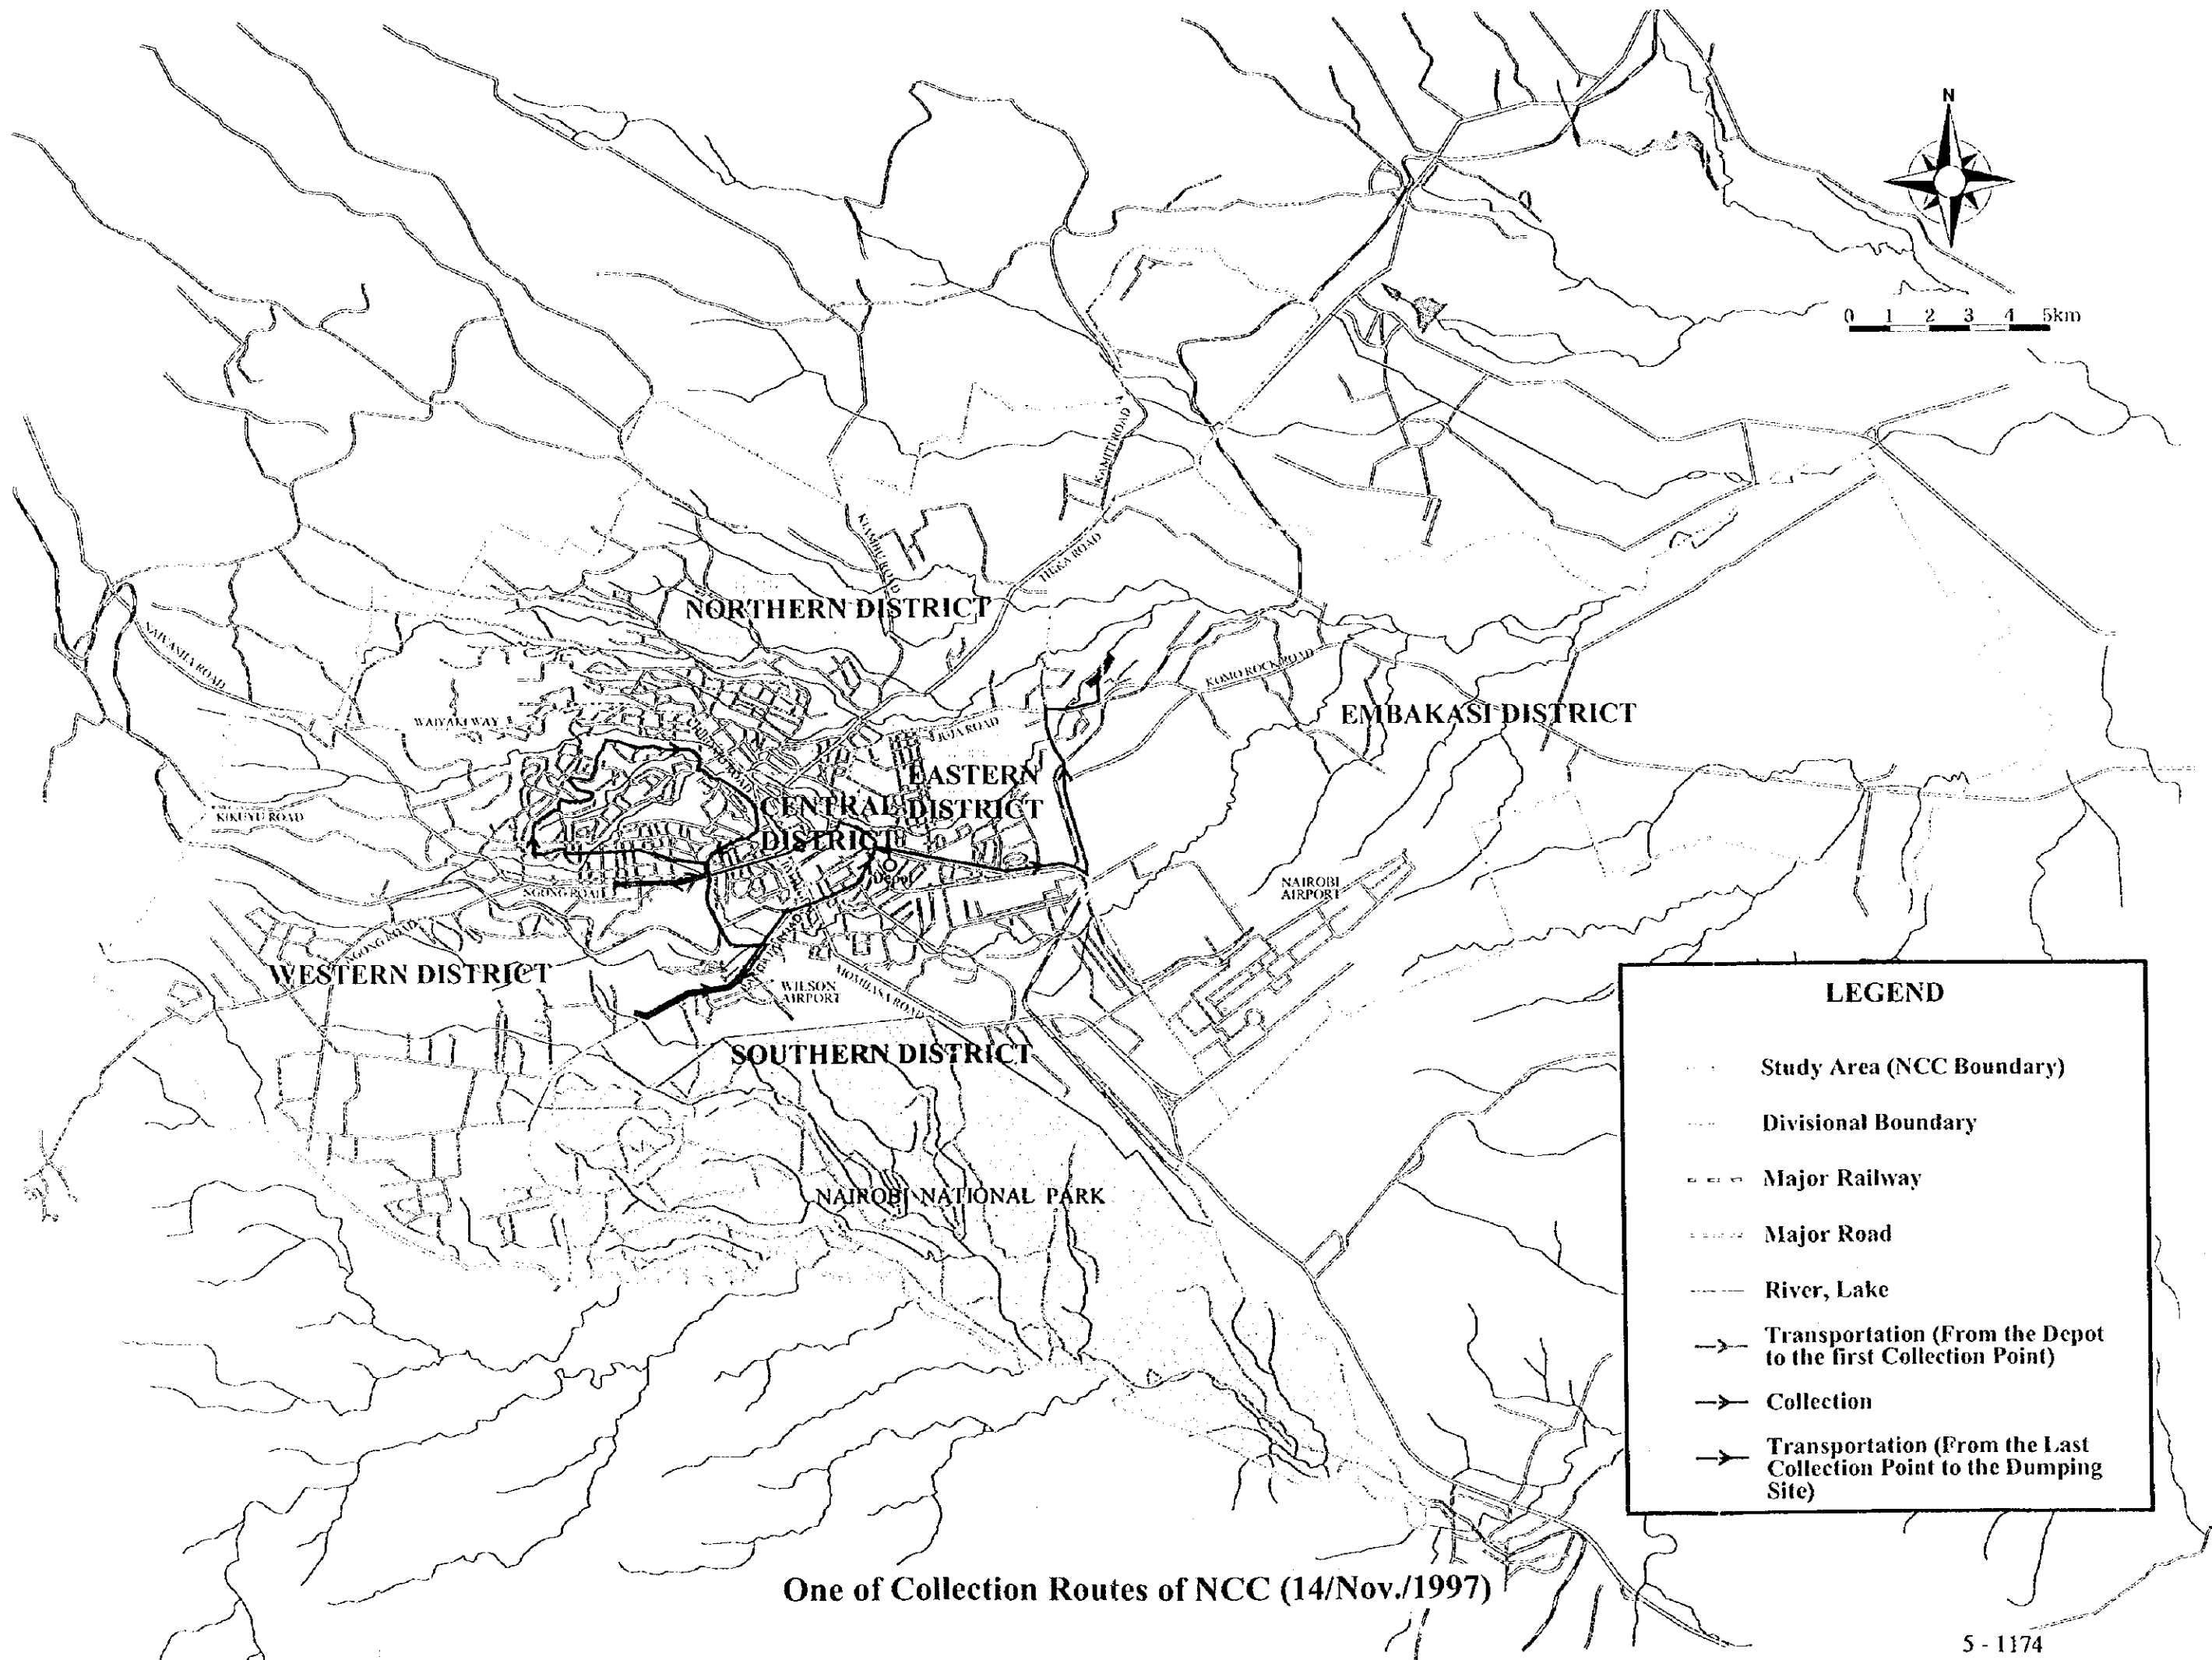 N
0 1 2 3 4 5km
KAMITI ROAD
KIAMBU ROAD
THIKA ROAD
NORTHERN DISTRICT
NAIVASHA ROAD
KOMO ROCK ROAD
WAIYAKI WAY
EMBAKASI DISTRICT
JUJA ROAD
EASTERN
DISTRICT
CENTRAL
DISTRICT
KIKUYU ROAD
Depot
NGONG ROAD
NAIROBI
AIRPORT
NGONG ROAD
WESTERN DISTRICT
WILSON
AIRPORT
MOMBASA ROAD
SOUTHERN DISTRICT
NAIROBI NATIONAL PARK
LEGEND
Study Area (NCC Boundary)
Divisional Boundary
Major Railway
Major Road
River, Lake
Transportation (From the Depot
to the first Collection Point)
Collection
Transportation (From the Last
Collection Point to the Dumping
Site)
One of Collection Routes of NCC (14/Nov./1997)
5 - 1174